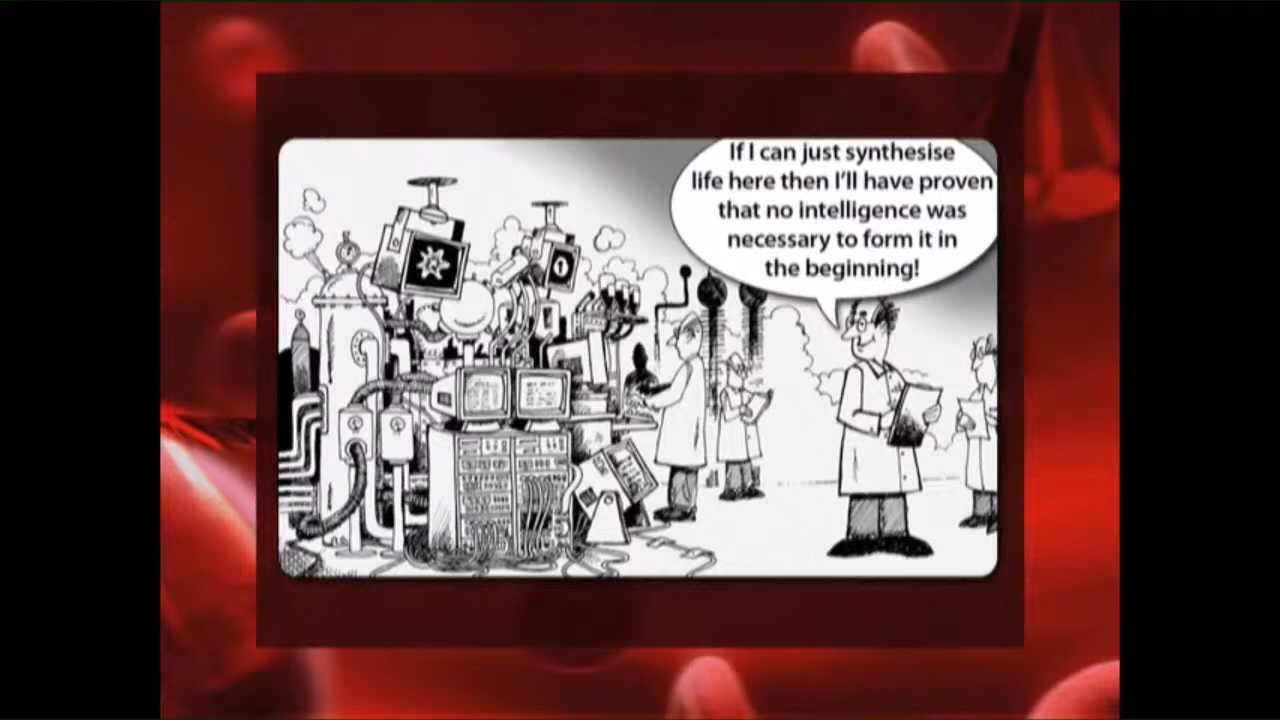 If I can just synthesise
life here then I'll have proven
that no intelligence was
necessary to form it in
the beginning!
1